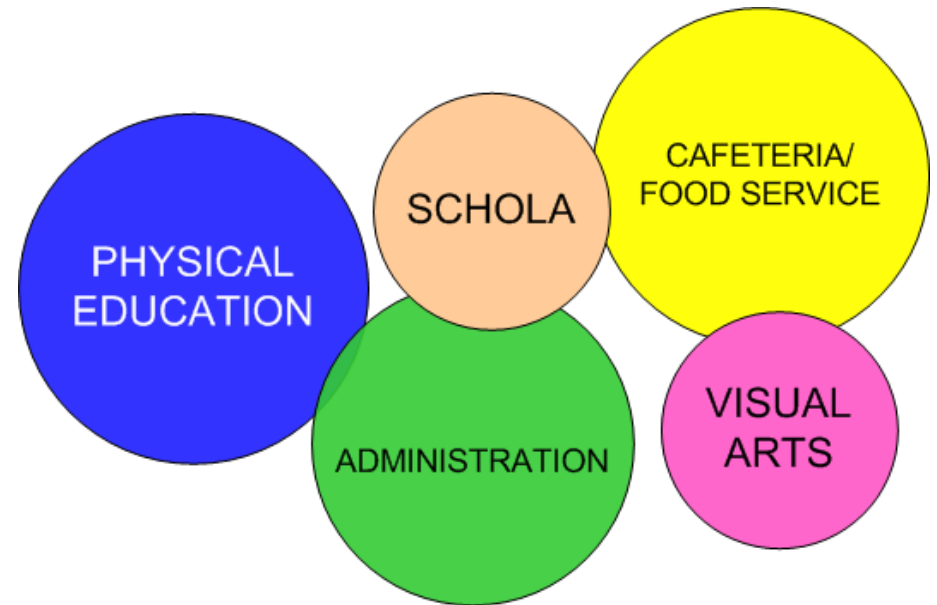 PHYSICAL
EDUCATION
SCHOLA
CAFETERIA/
FOOD SERVICE
ADMINISTRATION
VISUAL
ARTS